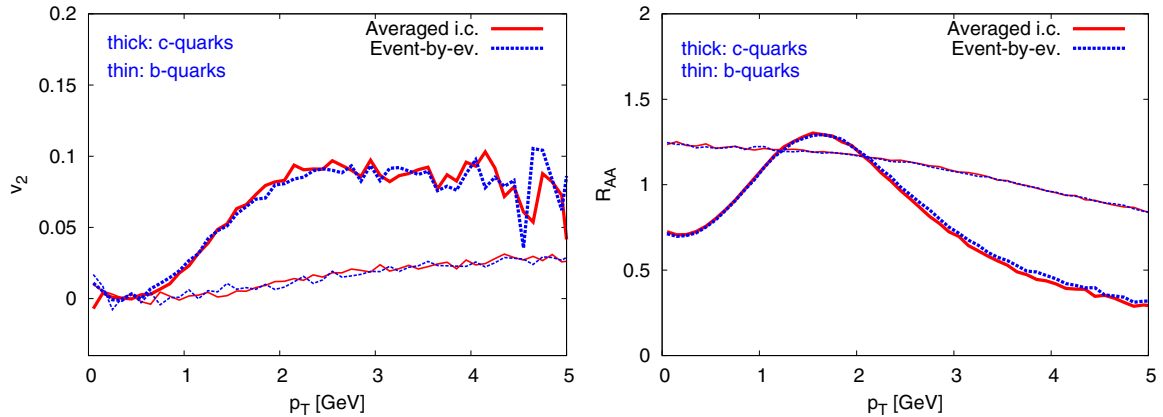 0.2
0.15
0.1
0.05
0
v2
thick: c-quarks
thin: b-quarks
Averaged i.c.
Event-by-ev.
0 1 2 3 4 5
pT [GeV]
2
1.5
1
0.5
0
RAA
thick: c-quarks
thin: b-quarks
Averaged i.c.
Event-by-ev.
0 1 2 3 4 5
pT [GeV]